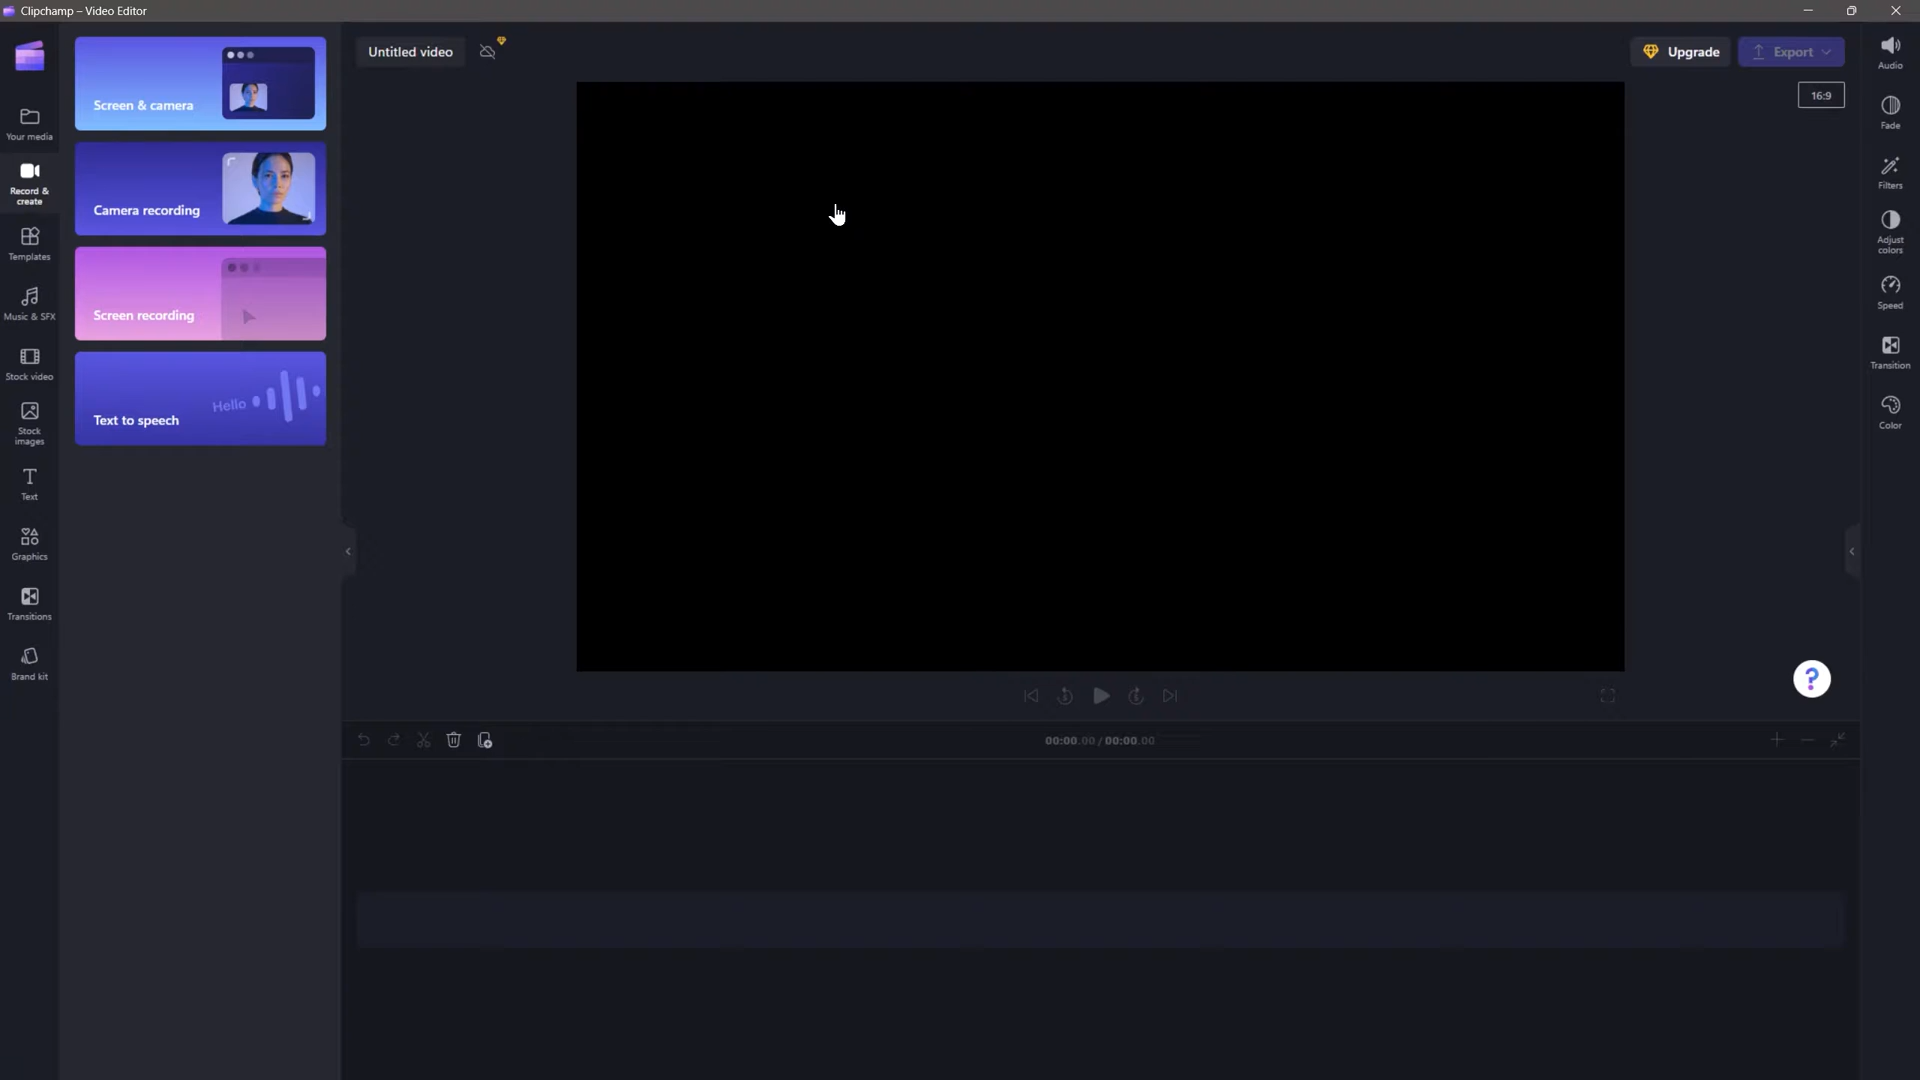 Clipchamp – Video Editor
Your media
Record &
create
Templates
Music & SFX
Stock video
Stock
images
Text
Graphics
Transitions
Brand kit
Screen & camera
Camera recording
Screen recording
Text to speech
Hello
Untitled video
Upgrade
Export
16:9
5
5
?
00:00.00 / 00:00.00
Audio
Fade
Filters
Adjust
colors
Speed
Transition
Color